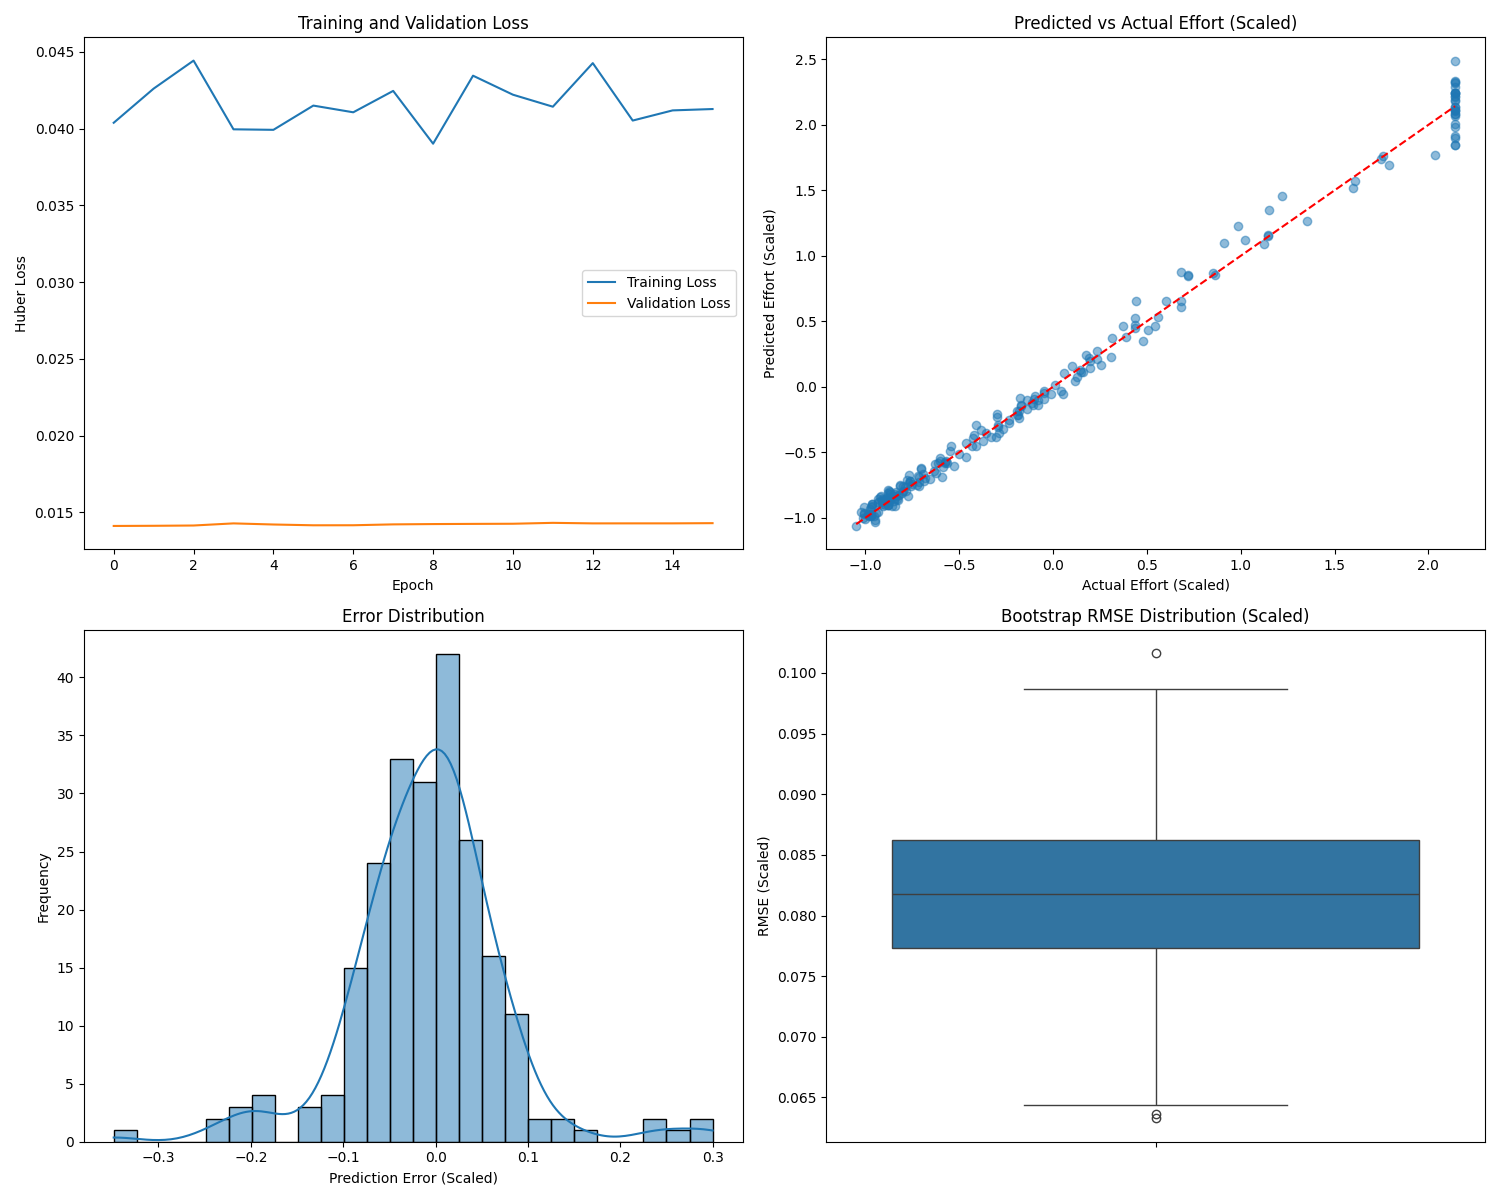 Training and Validation Loss
0.045
0.040
0.035
0.030
0.025
0.020
0.015
Huber Loss
Training Loss
Validation Loss
0 2 4 6 8 10 12 14
Epoch
Predicted vs Actual Effort (Scaled)
2.5
2.0
1.5
1.0
0.5
0.0
−0.5
−1.0
Predicted Effort (Scaled)
−1.0 −0.5 0.0 0.5 1.0 1.5 2.0
Actual Effort (Scaled)
Error Distribution
40
35
30
25
20
15
10
5
0
Frequency
−0.3 −0.2 −0.1 0.0 0.1 0.2 0.3
Prediction Error (Scaled)
Bootstrap RMSE Distribution (Scaled)
0.100
0.095
0.090
0.085
0.080
0.075
0.070
0.065
RMSE (Scaled)